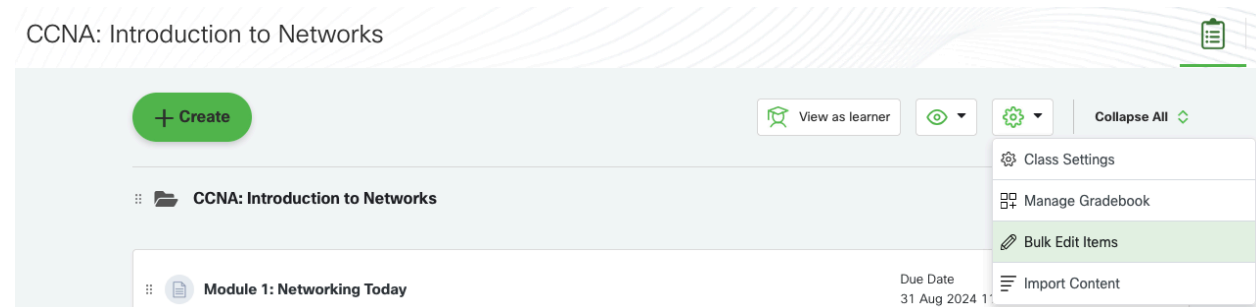 CCNA: Introduction to Networks
+ Create
View as learner
Collapse All
Class Settings
CCNA: Introduction to Networks
Manage Gradebook
Bulk Edit Items
Module 1: Networking Today
Due Date
31 Aug 2024
Import Content